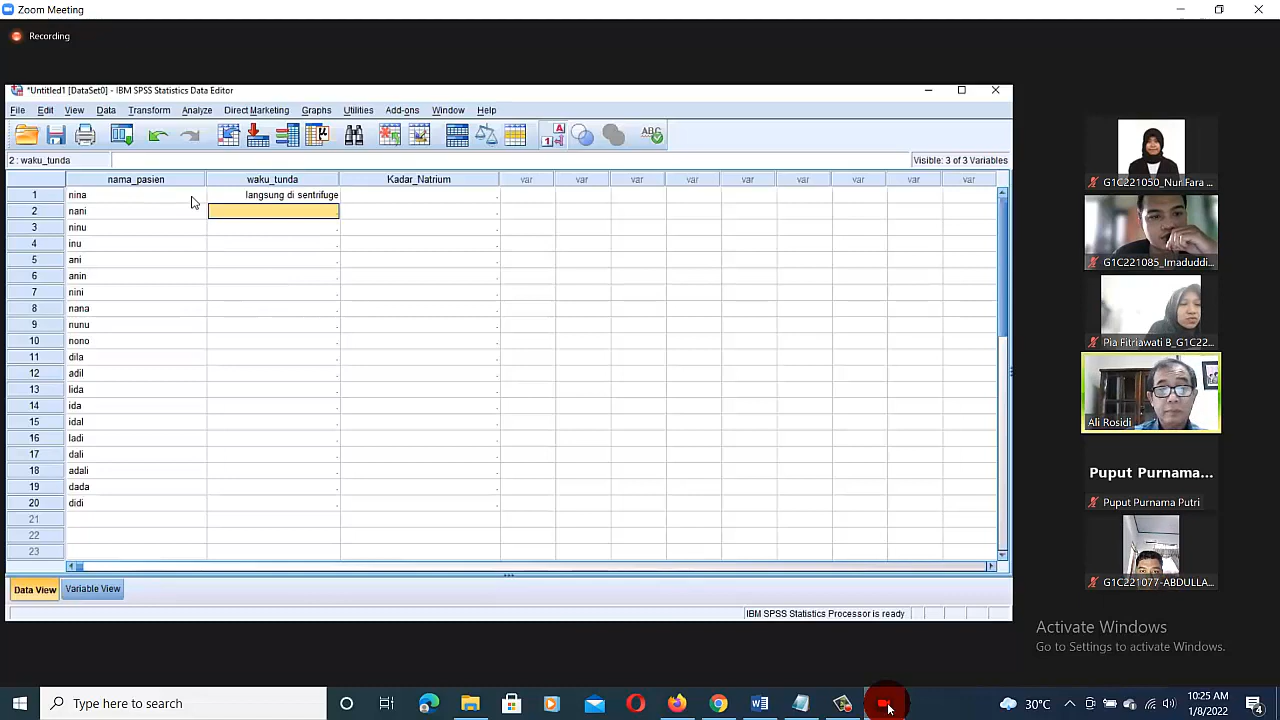 Zoom Meeting
Recording
*Untitled1 [DataSet0] - IBM SPSS Statistics Data Editor
File Edit View Data Transform Analyze Direct Marketing Graphs Utilities Add-ons Window Help
2 : waku_tunda
Visible: 3 of 3 Variables
nama_pasien waku_tunda Kadar_Natrium var var var var var var var var var
1 nina langsung di sentrifuge .
2 nani .
3 ninu . .
4 inu . .
5 ani . .
6 anin . .
7 nini . .
8 nana . .
9 nunu . .
10 nono . .
11 dila . .
12 adil . .
13 lida . .
14 ida . .
15 idal . .
16 ladi . .
17 dali . .
18 adali . .
19 dada . .
20 didi . .
21
22
23
Data View Variable View
IBM SPSS Statistics Processor is ready
G1C221050_Nur Fara ...
G1C221085_Imaduddi...
Pia Fitriawati B_G1C22...
Ali Rosidi
Puput Purnama...
Puput Purnama Putri
G1C221077-ABDULLA...
Activate Windows
Go to Settings to activate Windows.
Type here to search
30°C
10:25 AM
1/8/2022
4